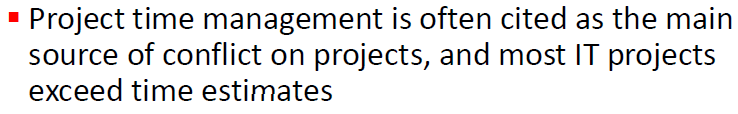 ▪ Project time management is often cited as the main
source of conflict on projects, and most IT projects
exceed time estimates